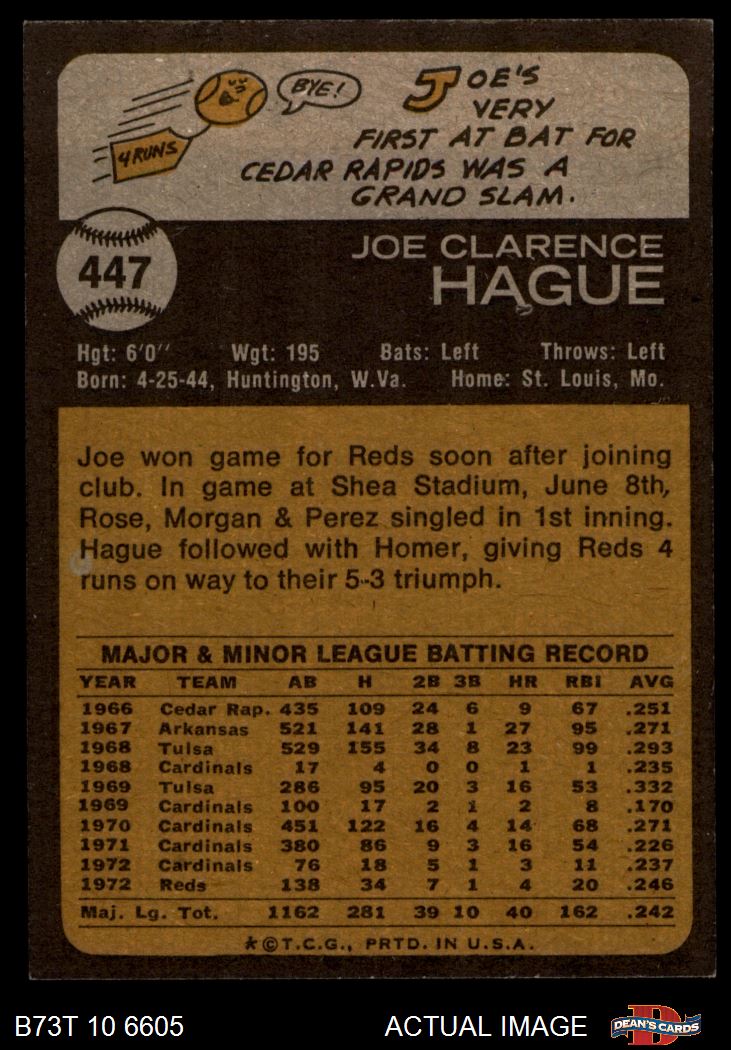 4 RUNS
BYE!
JOE'S
VERY
FIRST AT BAT FOR
CEDAR RAPIDS WAS A
GRAND SLAM.
447
JOE CLARENCE
HAGUE
Hgt: 6'0" Wgt: 195 Bats: Left Throws: Left
Born: 4-25-44, Huntington, W.Va. Home: St. Louis, Mo.
Joe won game for Reds soon after joining
club. In game at Shea Stadium, June 8th,
Rose, Morgan & Perez singled in 1st inning.
Hague followed with Homer, giving Reds 4
runs on way to their 5-3 triumph.
MAJOR & MINOR LEAGUE BATTING RECORD
YEAR TEAM AB H 2B 3B HR RBI AVG
1966 Cedar Rap. 435 109 24 6 9 67 .251
1967 Arkansas 521 141 28 1 27 95 .271
1968 Tulsa 529 155 34 8 23 99 .293
1968 Cardinals 17 4 0 0 1 1 .235
1969 Tulsa 286 95 20 3 16 53 .332
1969 Cardinals 100 17 2 1 2 8 .170
1970 Cardinals 451 122 16 4 14 68 .271
1971 Cardinals 380 86 9 3 16 54 .226
1972 Cardinals 76 18 5 1 3 11 .237
1972 Reds 138 34 7 1 4 20 .246
Maj. Lg. Tot. 1162 281 39 10 40 162 .242
*©T.C.G., PRTD. IN U.S.A.
B73T 10 6605 ACTUAL IMAGE
D
DEAN'S CARDS